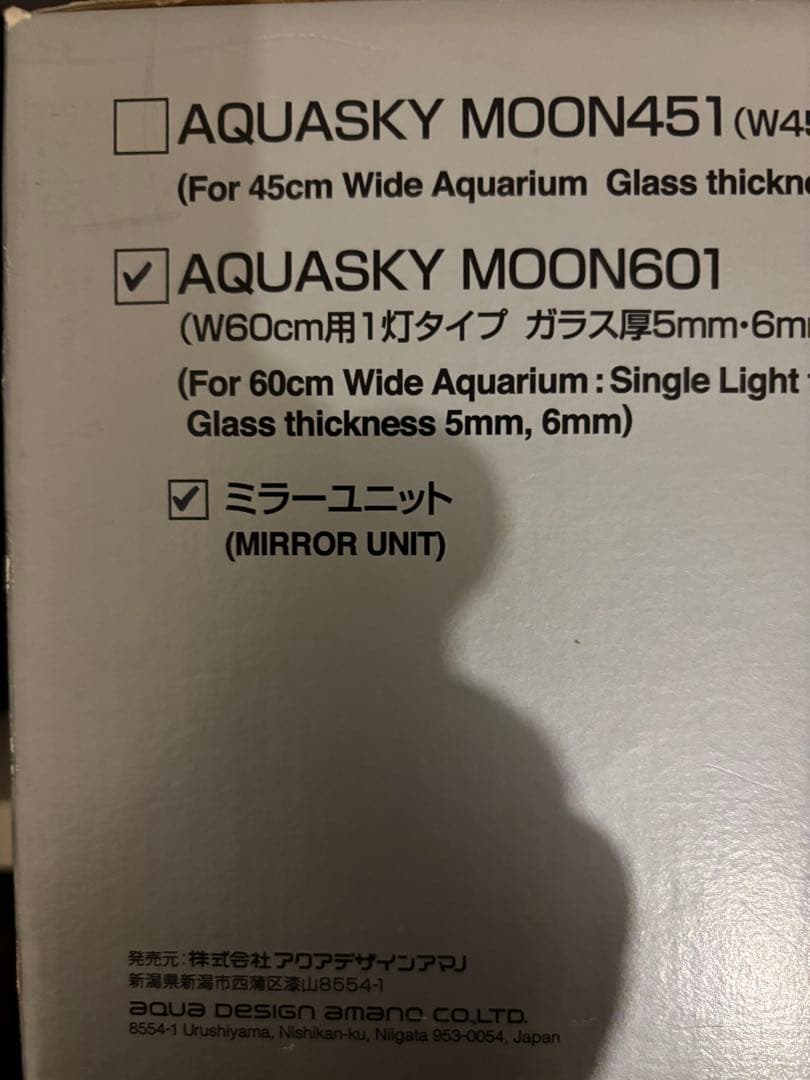 AQUASKY MOON451 (W45
(For 45cm Wide Aquarium Glass thickne
AQUASKY MOON601
(W60cm用1灯タイプ ガラス厚5mm・6mm
(For 60cm Wide Aquarium : Single Light
Glass thickness 5mm, 6mm)
ミラーユニット
(MIRROR UNIT)
発売元:株式会社アクアデザインアマノ
新潟県新潟市西蒲区漆山8554-1
AQUA DESIGN AMANO CO.,LTD.
8554-1 Urushiyama, Nishikan-ku, Niigata 953-0054, Japan